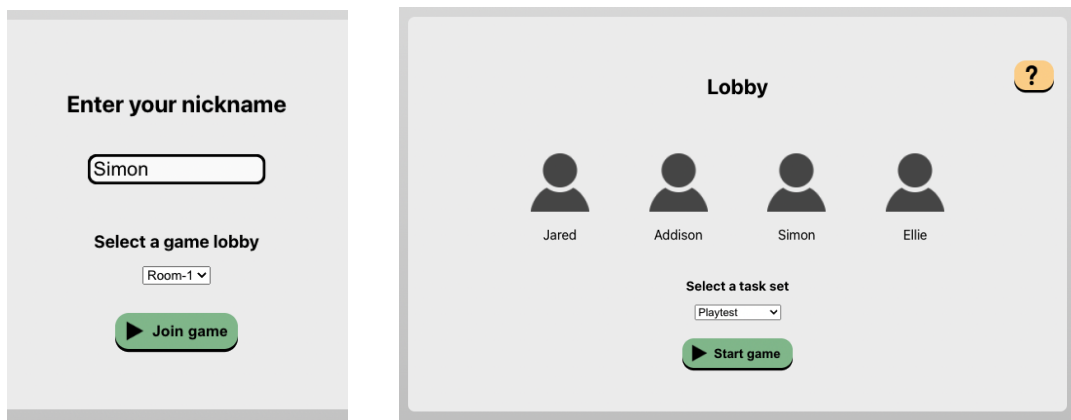 Enter your nickname
Simon
Select a game lobby
Room-1
Join game
?
Lobby
Jared Addison Simon Ellie
Select a task set
Playtest
Start game